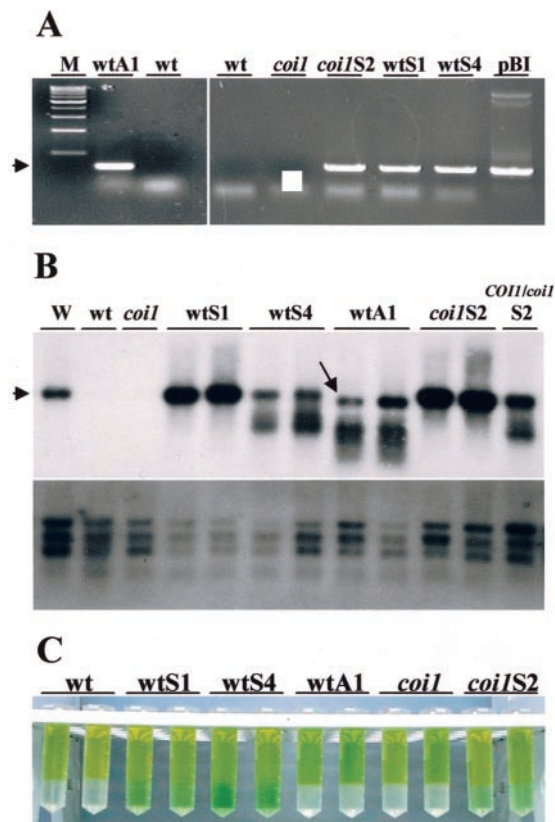 A
M wtA1 wt wt coi1 coi1S2 wtS1 wtS4 pBI
B
COI1/coi1
W wt coi1 wtS1 wtS4 wtA1 coi1S2 S2
C
wt wtS1 wtS4 wtA1 coi1 coi1S2